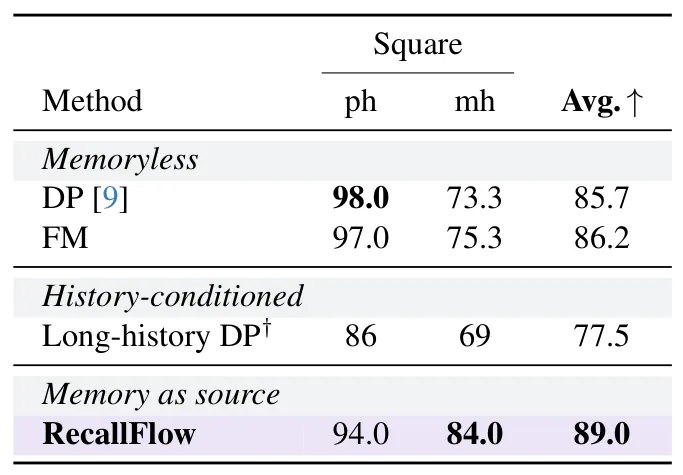 Square
Method ph mh Avg. ↑
Memoryless
DP [9] 98.0 73.3 85.7
FM 97.0 75.3 86.2
History-conditioned
Long-history DP† 86 69 77.5
Memory as source
RecallFlow 94.0 84.0 89.0